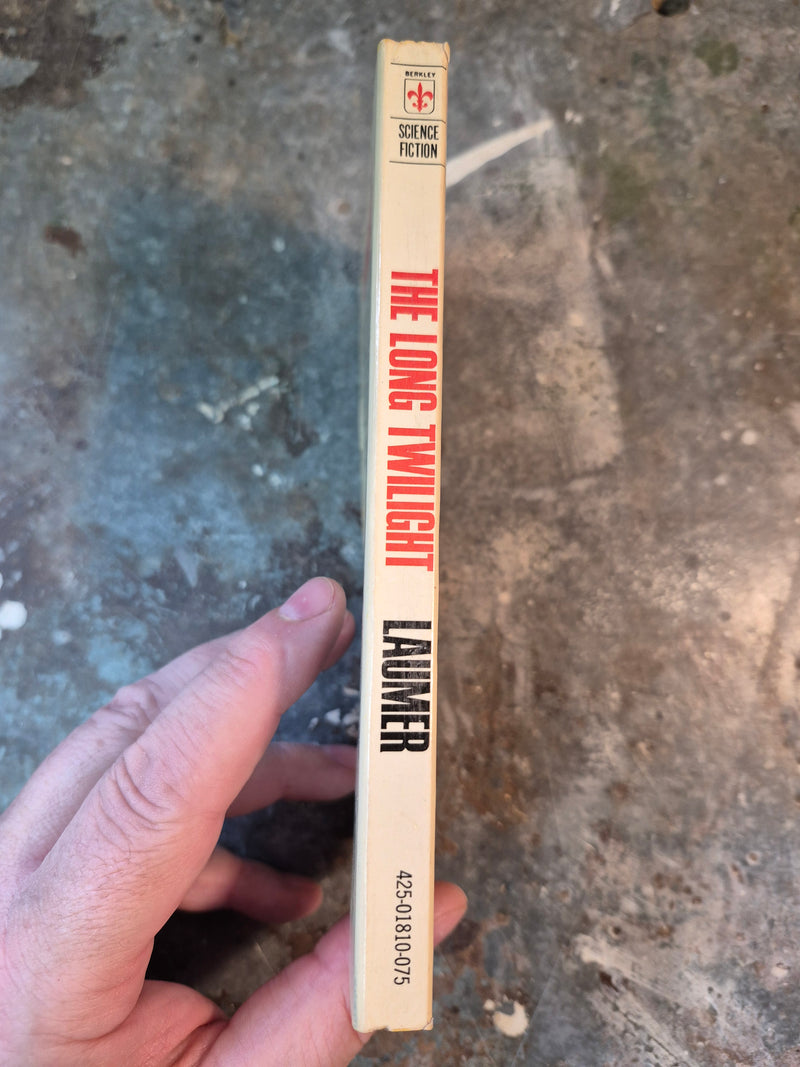 BERKLEY
SCIENCE
FICTION
THE LONG TWILIGHT
LAUMER
425-01810-075